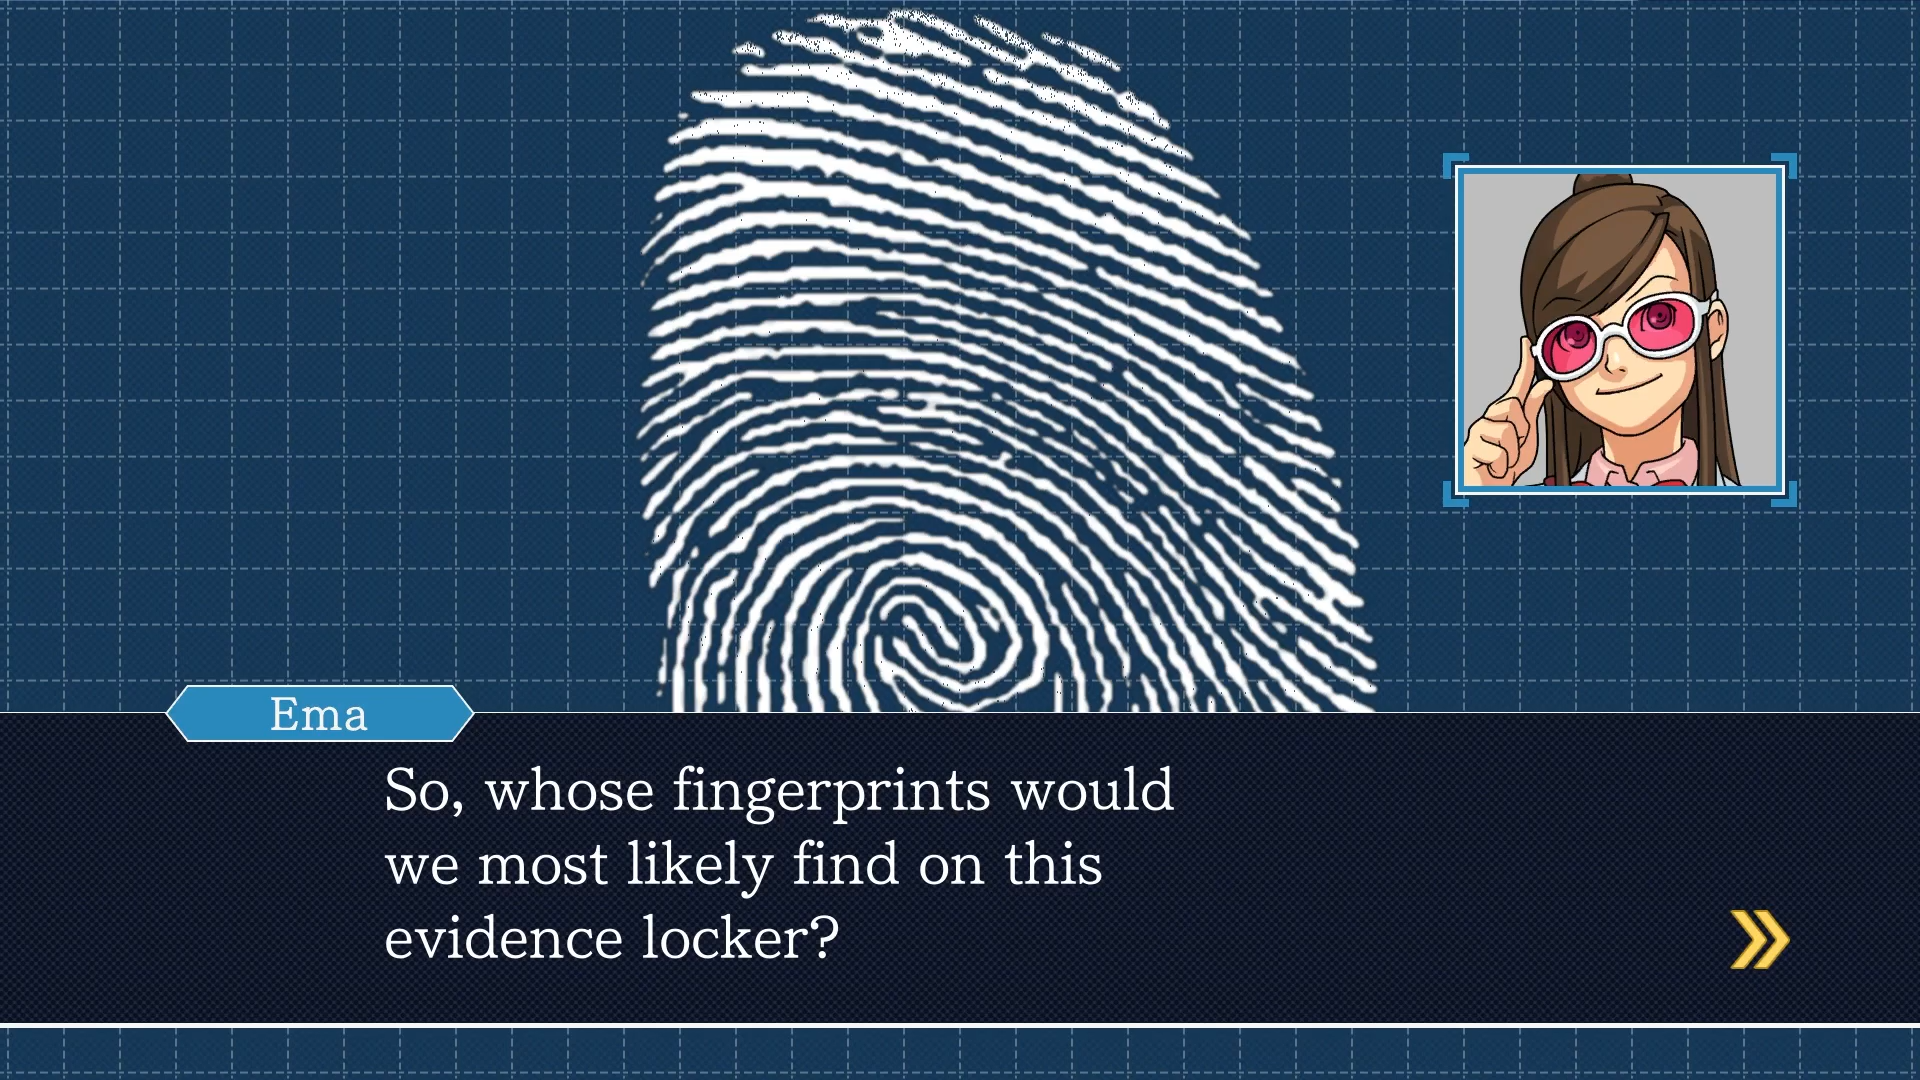 Ema
So, whose fingerprints would
we most likely find on this
evidence locker?